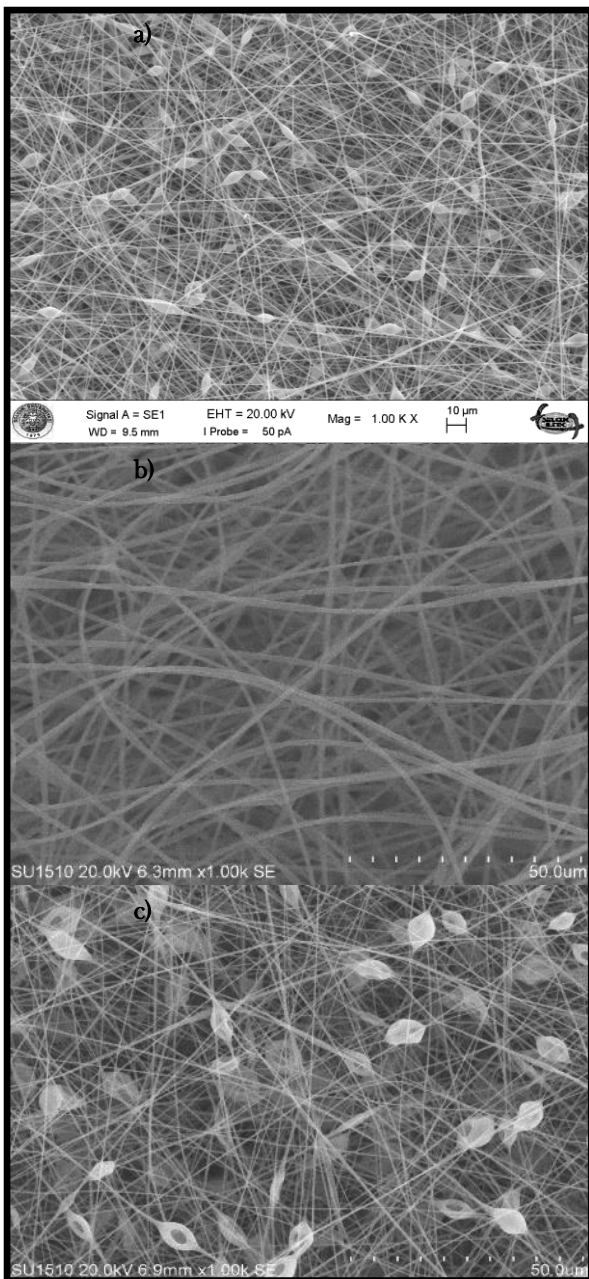 a)
Signal A = SE1 EHT = 20.00 kV Mag = 1.00 K X 10 µm
WD = 9.5 mm I Probe = 50 pA
b)
SU1510 20.0kV 6.3mm x1.00k SE 50.0um
c)
SU1510 20.0kV 6.9mm x1.00k SE 50.0um